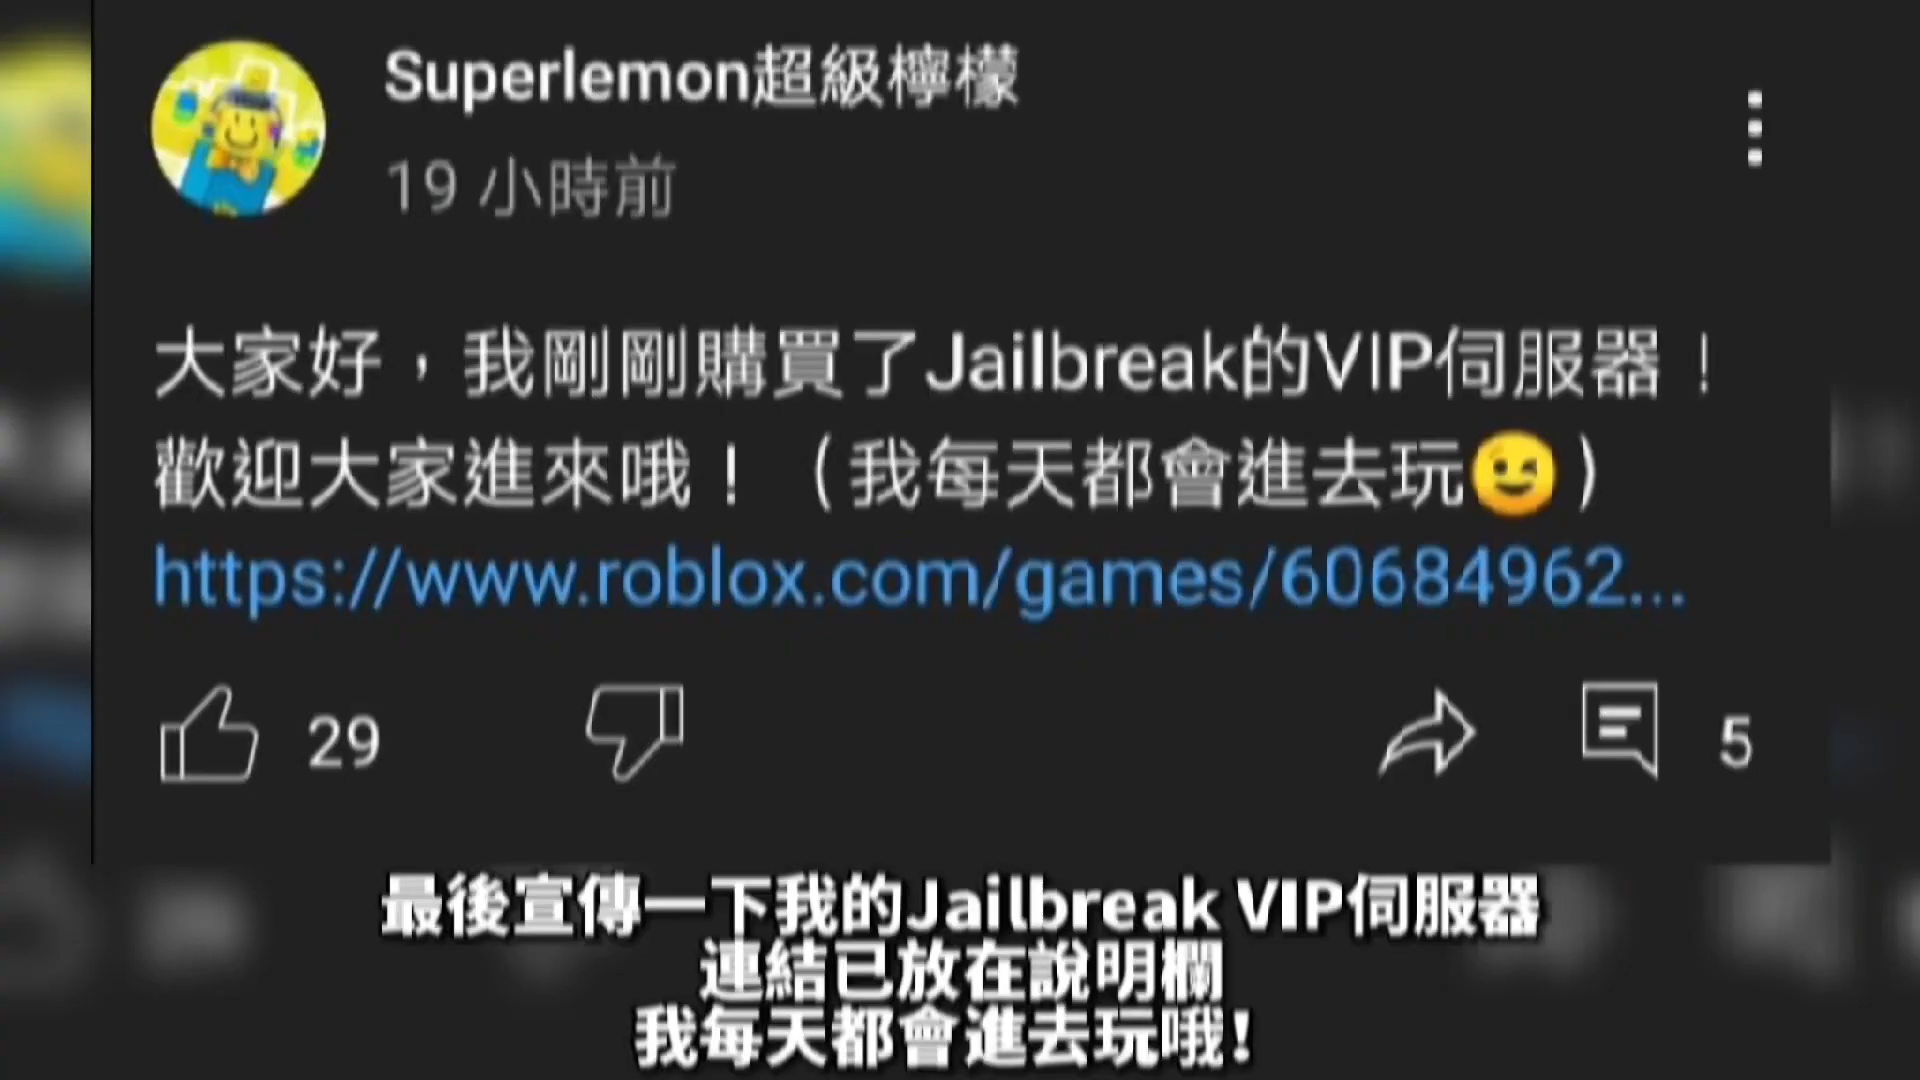 Superlemon超級檸檬
19 小時前
大家好，我剛剛購買了Jailbreak的VIP伺服器！
歡迎大家進來哦！（我每天都會進去玩😉）
https://www.roblox.com/games/60684962...
29
5
最後宣傳一下我的Jailbreak VIP伺服器
連結已放在說明欄
我每天都會進去玩哦!